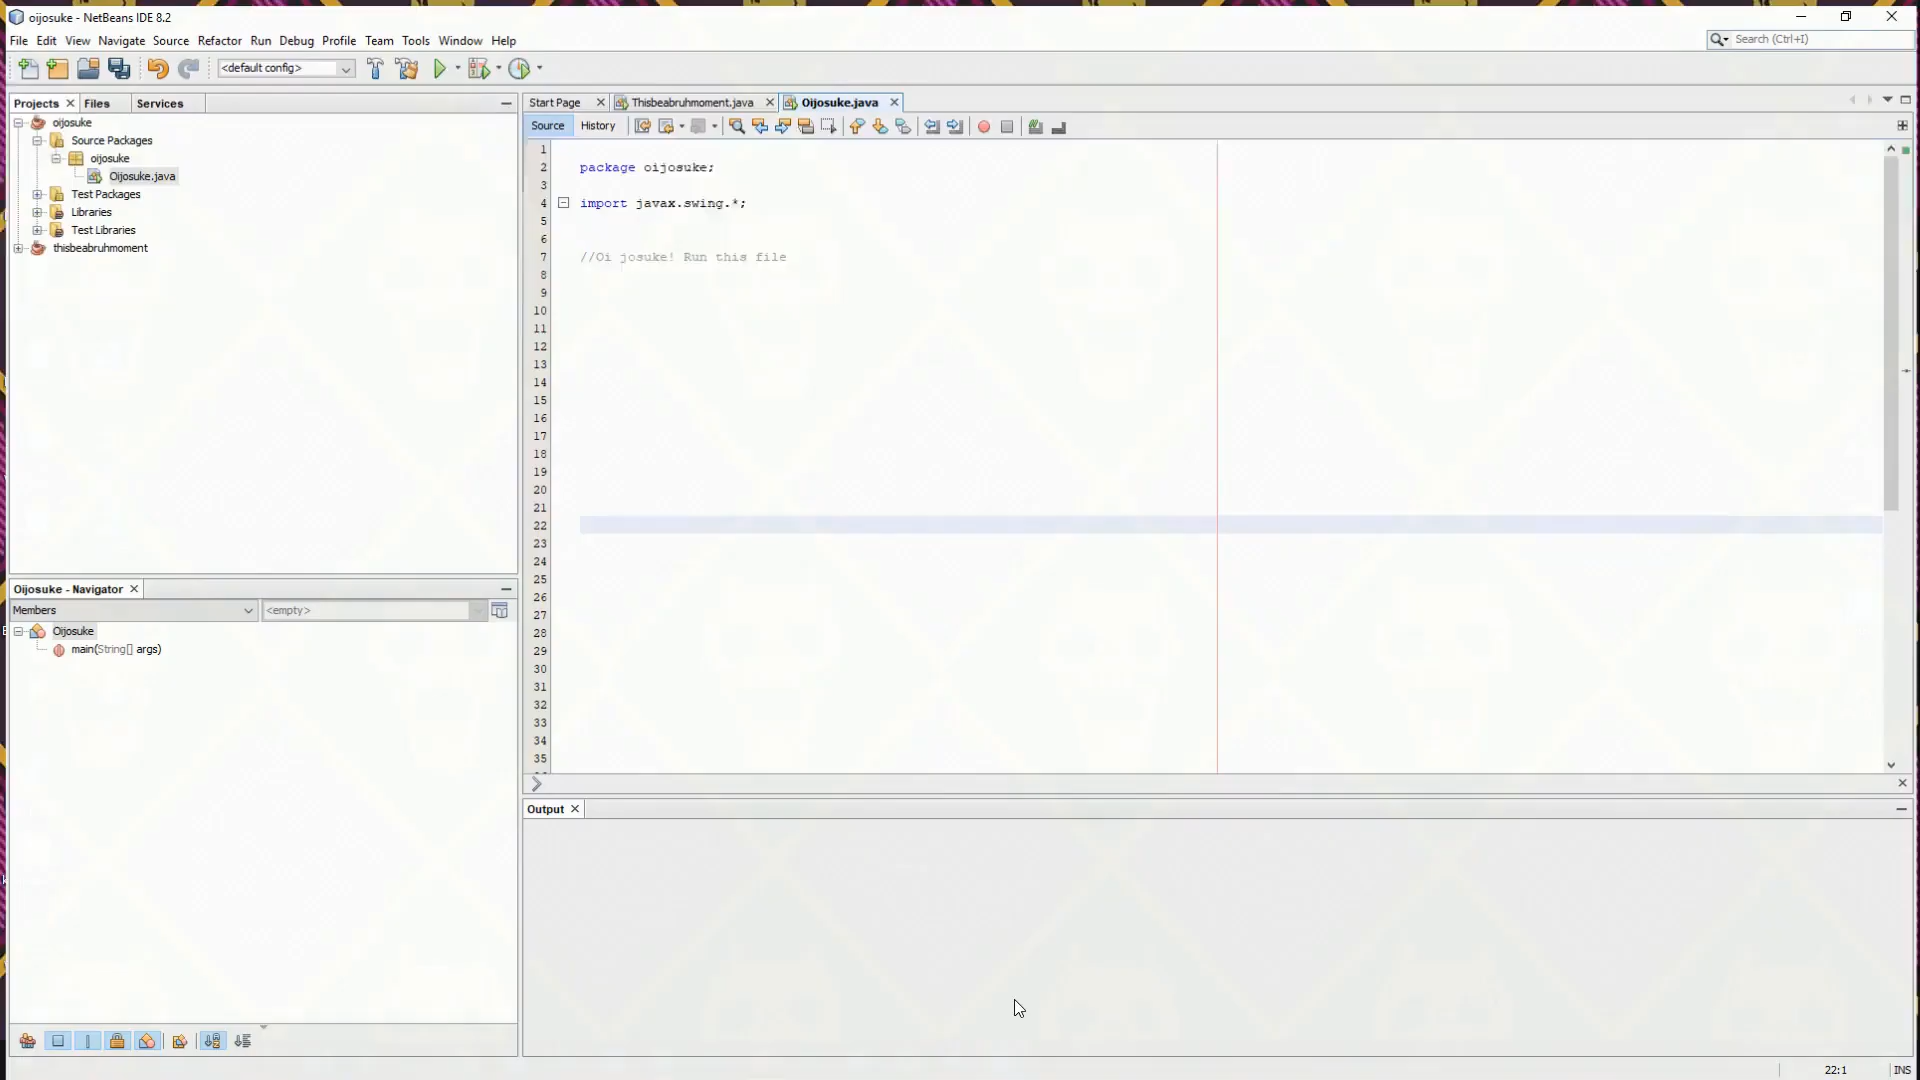 oijosuke - NetBeans IDE 8.2
File Edit View Navigate Source Refactor Run Debug Profile Team Tools Window Help
Search (Ctrl+I)
<default config>
Projects Files Services
Start Page Thisbeabruhmoment.java Oijosuke.java
Source History
oijosuke
Source Packages
oijosuke
Oijosuke.java
Test Packages
Libraries
Test Libraries
thisbeabruhmoment
1
2 package oijosuke;
3
4 import javax.swing.*;
5
6
7 //Oi josuke! Run this file
8
9
10
11
12
13
14
15
16
17
18
19
20
21
22
23
24
25
26
27
28
29
30
31
32
33
34
35
Oijosuke - Navigator
Members <empty>
Oijosuke
main(String[] args)
Output
22:1 INS